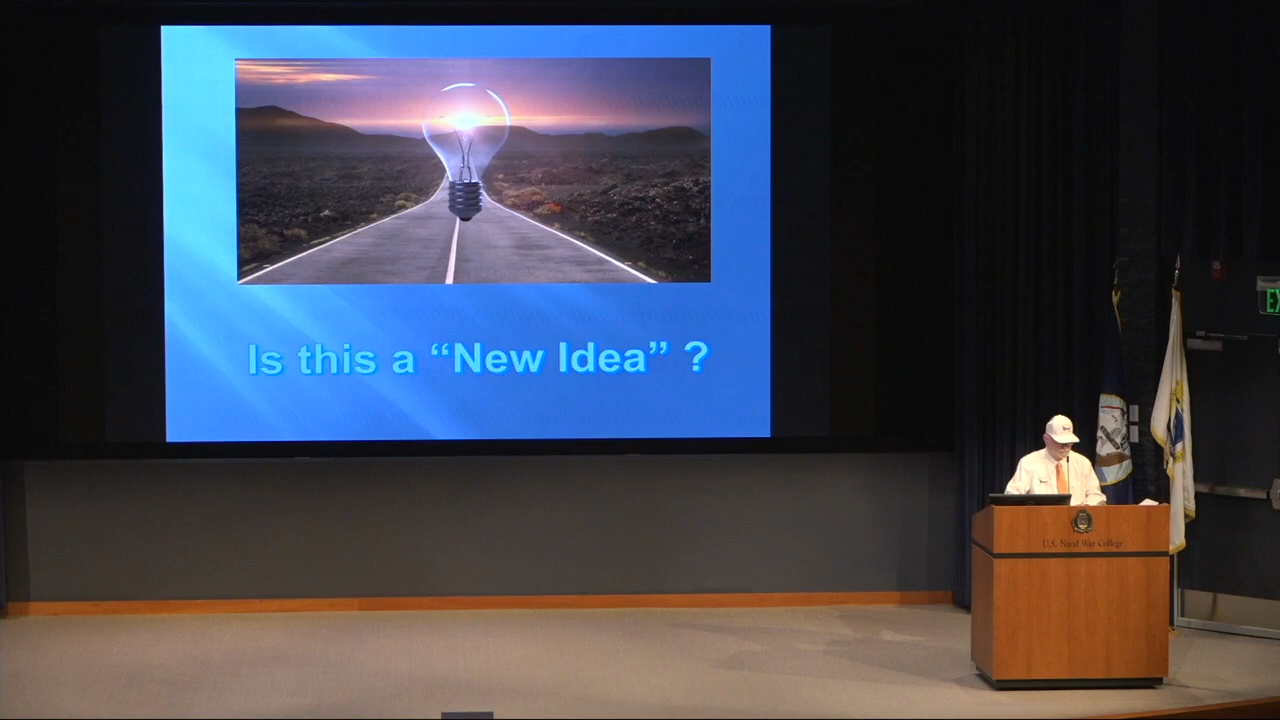 Is this a “New Idea” ?
EX
U.S. Naval War College